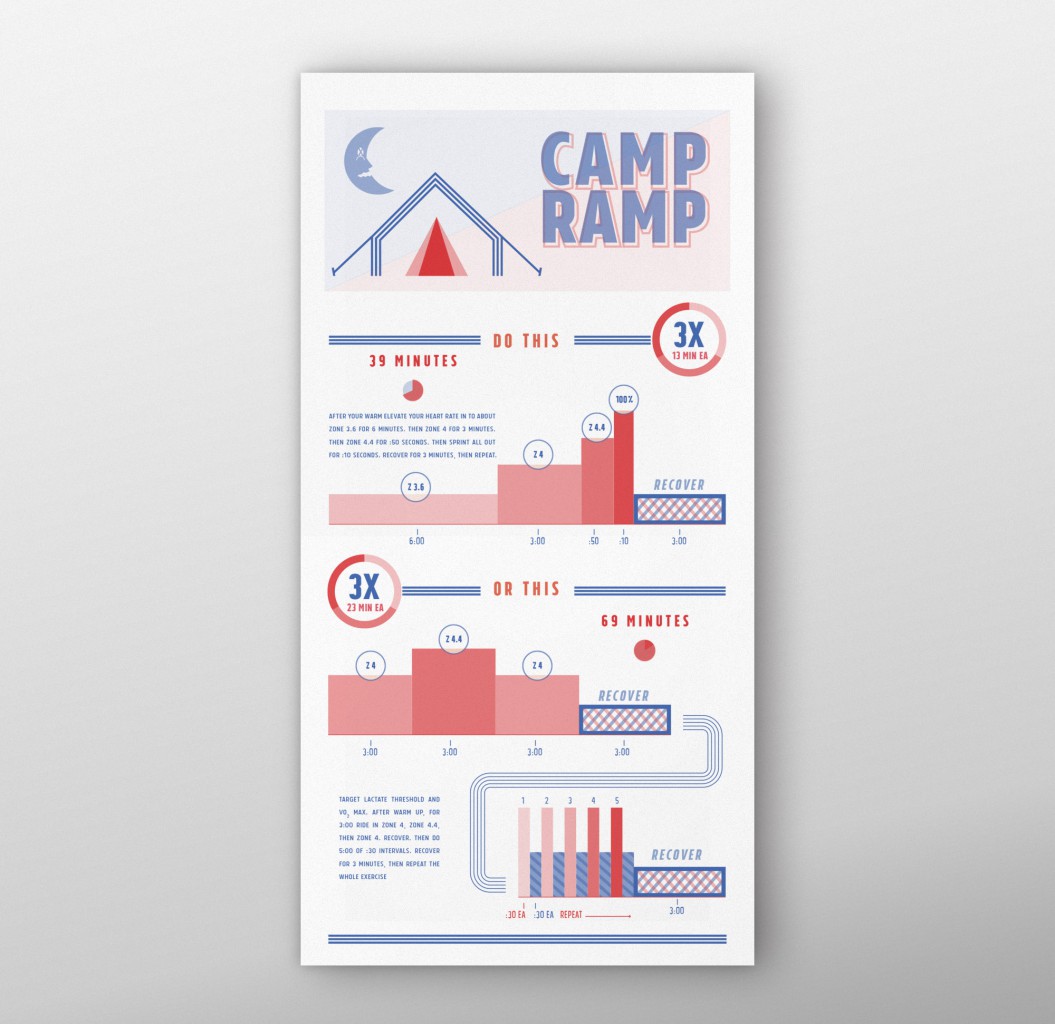 CAMP
RAMP
DO THIS
3X
13 MIN EA
39 MINUTES
AFTER YOUR WARM ELEVATE YOUR HEART RATE IN TO ABOUT
ZONE 3.6 FOR 6 MINUTES. THEN ZONE 4 FOR 3 MINUTES.
THEN ZONE 4.4 FOR :50 SECONDS. THEN SPRINT ALL OUT
FOR :10 SECONDS. RECOVER FOR 3 MINUTES, THEN REPEAT.
Z 3.6
Z 4
Z 4.4
100%
RECOVER
6:00
3:00
:50
:10
3:00
3X
23 MIN EA
OR THIS
69 MINUTES
Z 4
Z 4.4
Z 4
RECOVER
3:00
3:00
3:00
3:00
TARGET LACTATE THRESHOLD AND
VO2 MAX. AFTER WARM UP, FOR
3:00 RIDE IN ZONE 4, ZONE 4.4,
THEN ZONE 4. RECOVER. THEN DO
5:00 OF :30 INTERVALS. RECOVER
FOR 3 MINUTES, THEN REPEAT THE
WHOLE EXERCISE
1 2 3 4 5
RECOVER
:30 EA :30 EA REPEAT
3:00